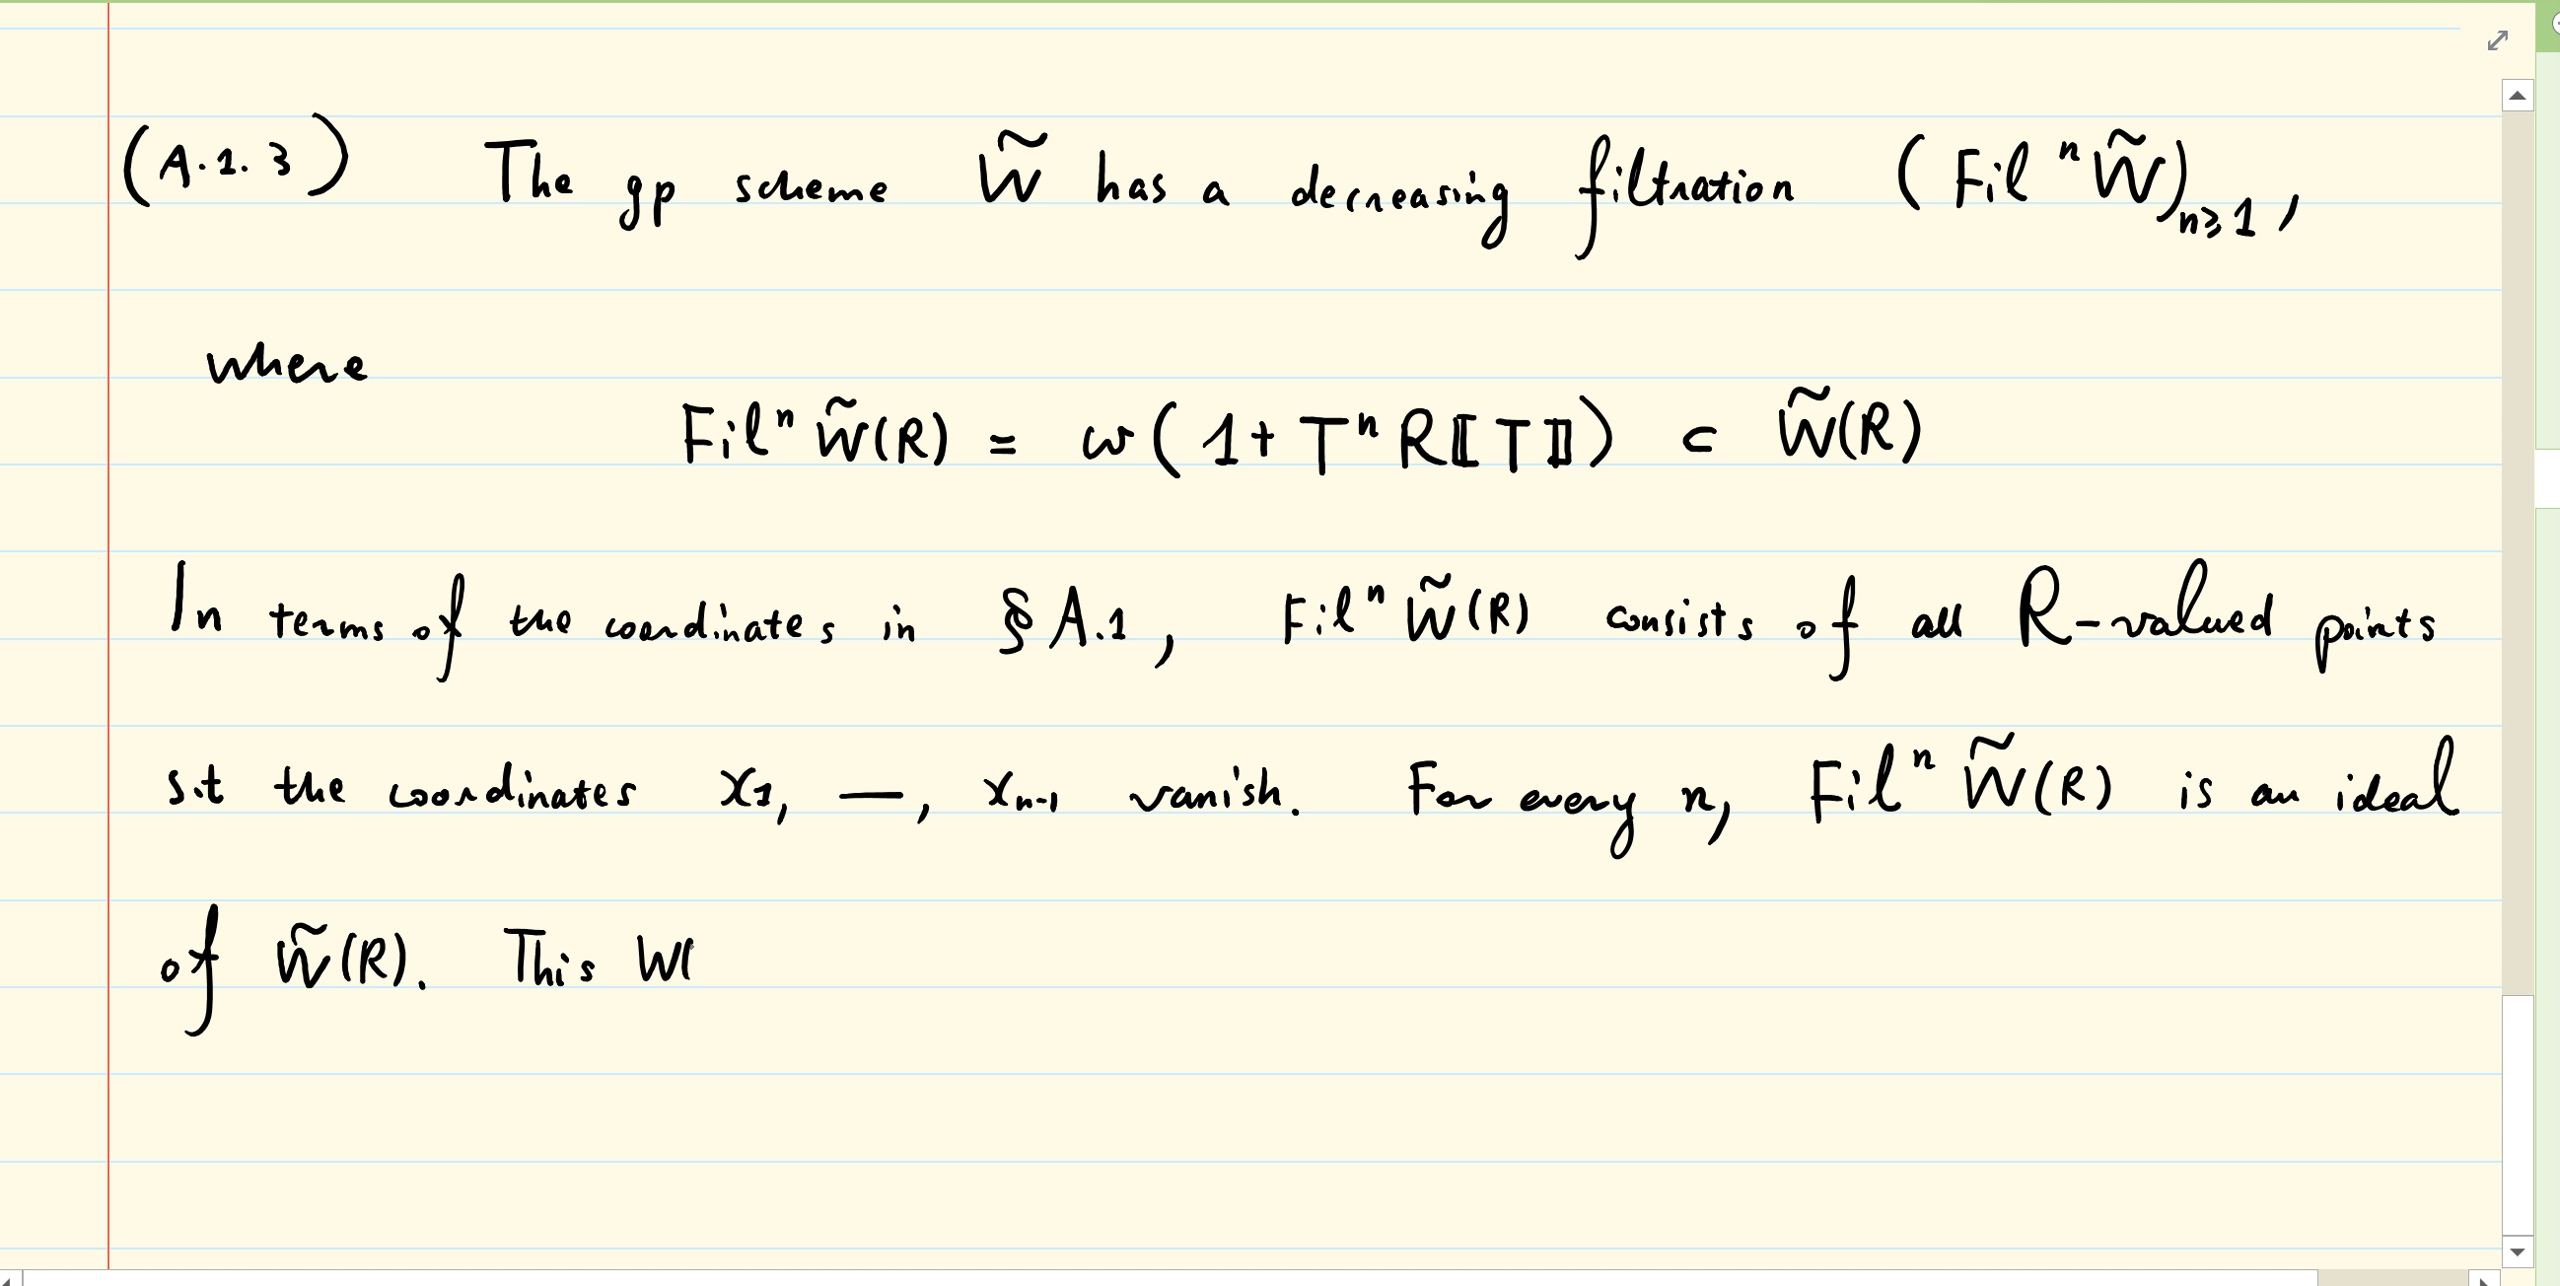 (A.1.3) The gp scheme W̃ has a decreasing filtration (Fil ⁿ W̃)ₙ≥₁,
where
Filⁿ W̃(R) = ω(1 + Tⁿ R⟦T⟧) ⊂ W̃(R)
In terms of the coordinates in § A.1, Filⁿ W̃(R) consists of all R-valued points
s.t the coordinates x₁, —, xₙ₋₁ vanish. For every n, Filⁿ W̃(R) is an ideal
of W̃(R). This W(